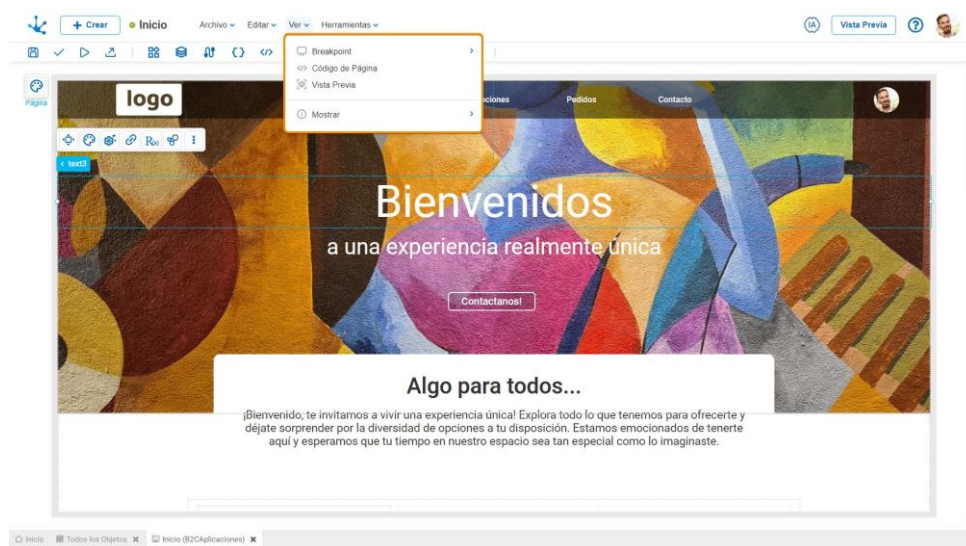 + Crear
Inicio
Archivo
Editar
Ver
Herramientas
IA
Vista Previa
?
Breakpoint
Código de Página
Vista Previa
Mostrar
Página
logo
Pedidos
Contacto
text3
Bienvenidos
a una experiencia realmente única
Contactanos!
Algo para todos...
¡Bienvenido, te invitamos a vivir una experiencia única! Explora todo lo que tenemos para ofrecerte y
déjate sorprender por la diversidad de opciones a tu disposición. Estamos emocionados de tenerte
aquí y esperamos que tu tiempo en nuestro espacio sea tan especial como lo imaginaste.
Inicio
Todos los Objetos
Inicio (B2CAplicaciones)